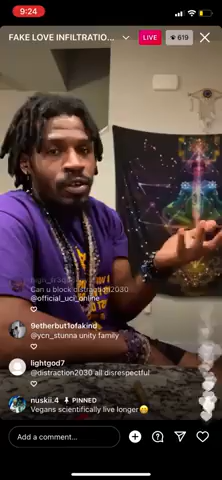 9:24
FAKE LOVE INFILTRATIO...
LIVE
619
Can u block distraction2030
@official_uci_online
9etherbut1ofakind
@ycn_stunna unity family
lightgod7
@distraction2030 all disrespectful
nuskii.4 PINNED
Vegans scientifically live longer
Add a comment...